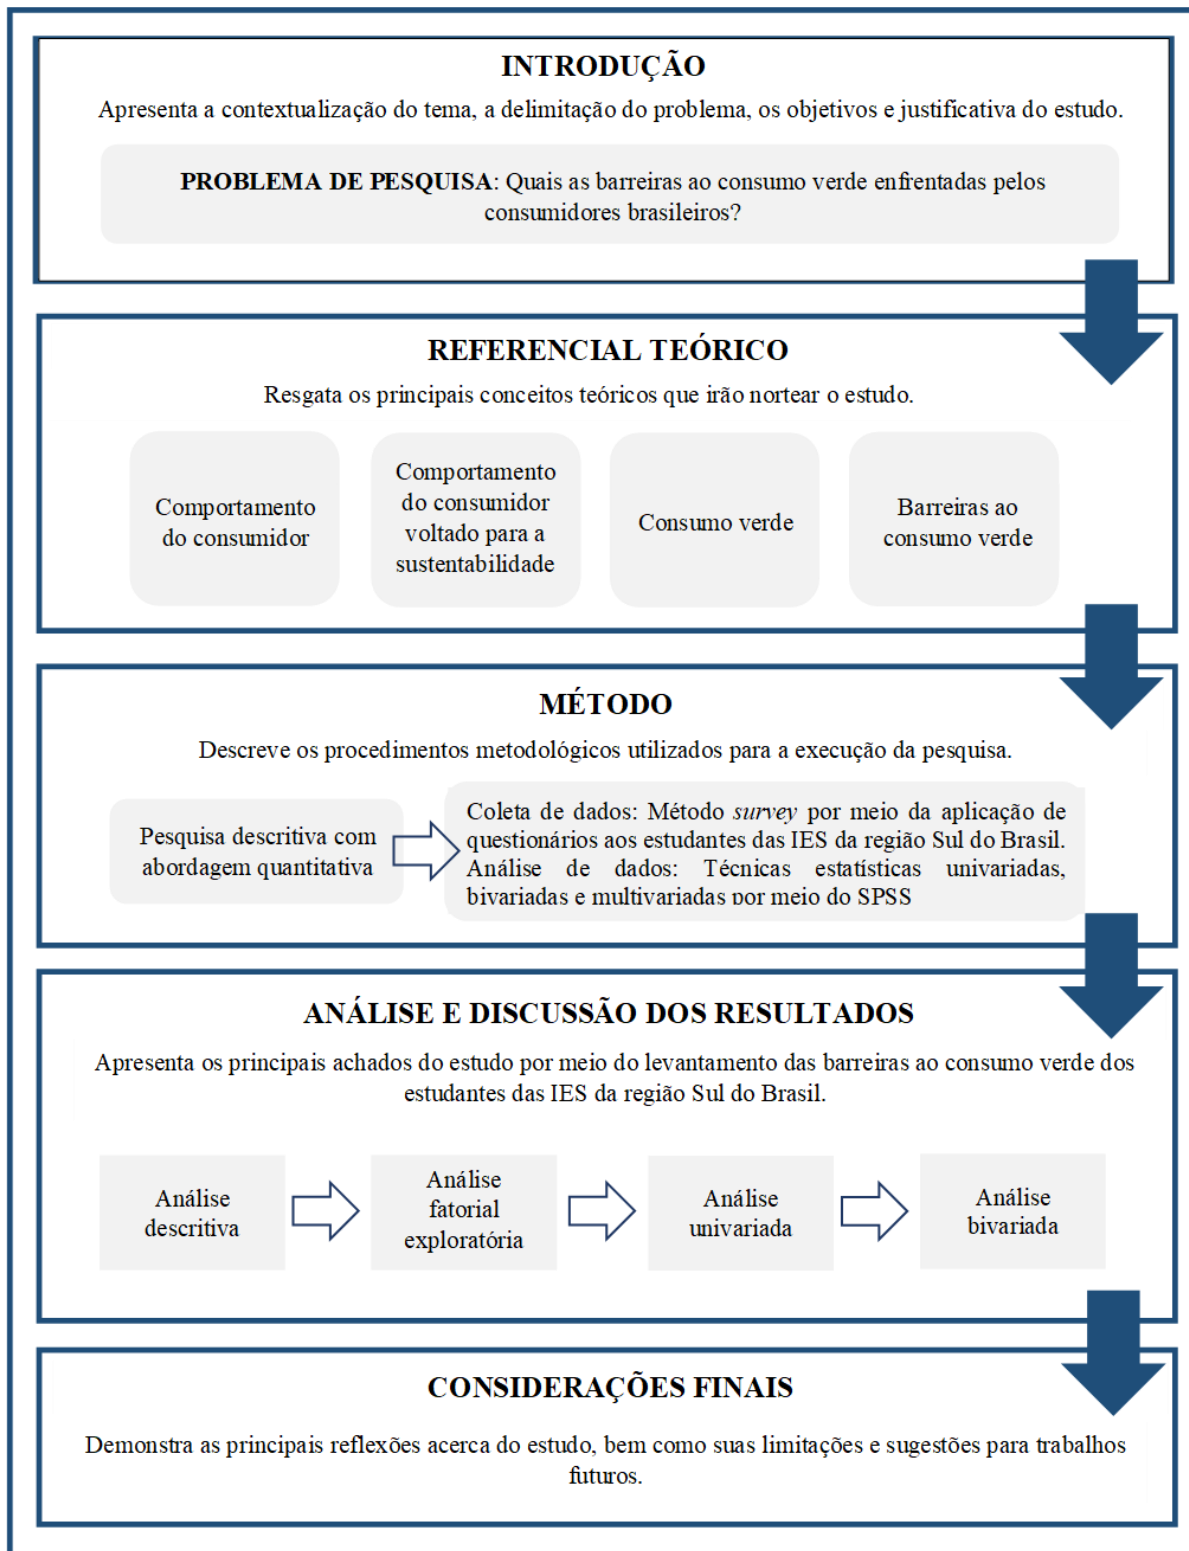 INTRODUÇÃO
Apresenta a contextualização do tema, a delimitação do problema, os objetivos e justificativa do estudo.
PROBLEMA DE PESQUISA: Quais as barreiras ao consumo verde enfrentadas pelos
consumidores brasileiros?
REFERENCIAL TEÓRICO
Resgata os principais conceitos teóricos que irão nortear o estudo.
Comportamento
do consumidor
Comportamento
do consumidor
voltado para a
sustentabilidade
Consumo verde
Barreiras ao
consumo verde
MÉTODO
Descreve os procedimentos metodológicos utilizados para a execução da pesquisa.
Pesquisa descritiva com
abordagem quantitativa
Coleta de dados: Método survey por meio da aplicação de
questionários aos estudantes das IES da região Sul do Brasil.
Análise de dados: Técnicas estatísticas univariadas,
bivariadas e multivariadas por meio do SPSS
ANÁLISE E DISCUSSÃO DOS RESULTADOS
Apresenta os principais achados do estudo por meio do levantamento das barreiras ao consumo verde dos
estudantes das IES da região Sul do Brasil.
Análise
descritiva
Análise
fatorial
exploratória
Análise
univariada
Análise
bivariada
CONSIDERAÇÕES FINAIS
Demonstra as principais reflexões acerca do estudo, bem como suas limitações e sugestões para trabalhos
futuros.